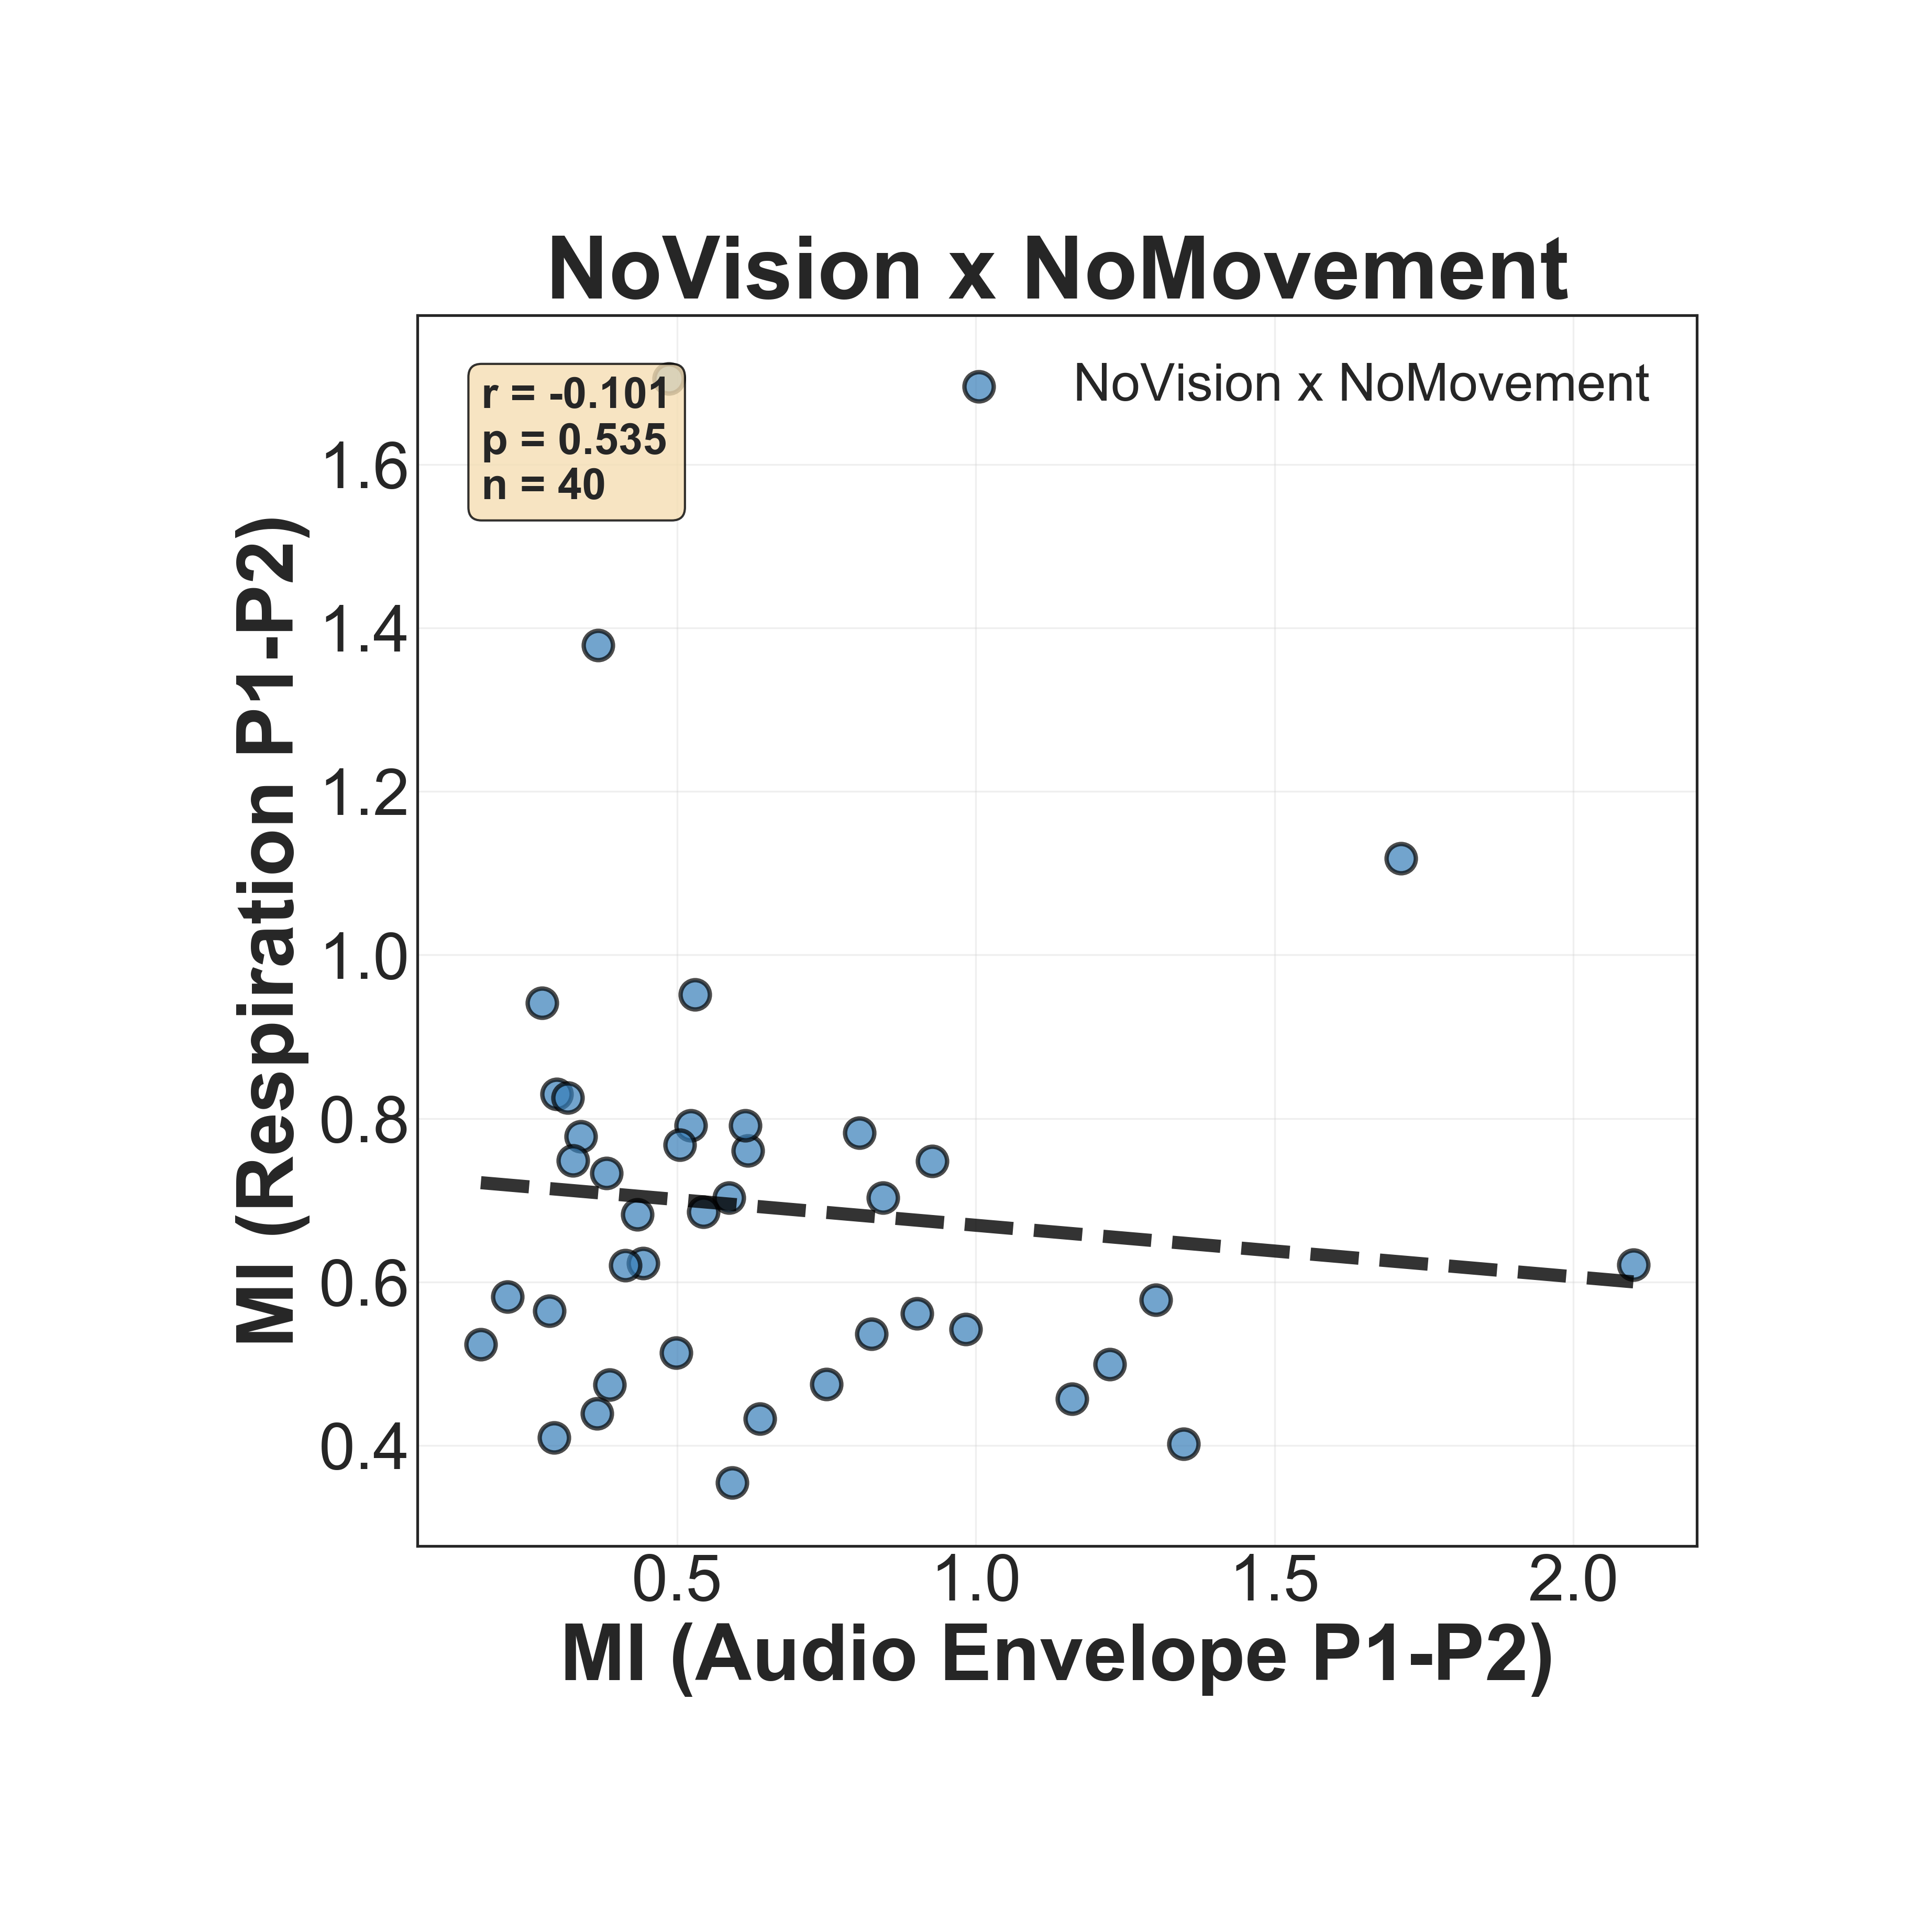 NoVision x NoMovement
r = -0.101
p = 0.535
n = 40
NoVision x NoMovement
MI (Respiration P1-P2)
1.6
1.4
1.2
1.0
0.8
0.6
0.4
0.5 1.0 1.5 2.0
MI (Audio Envelope P1-P2)